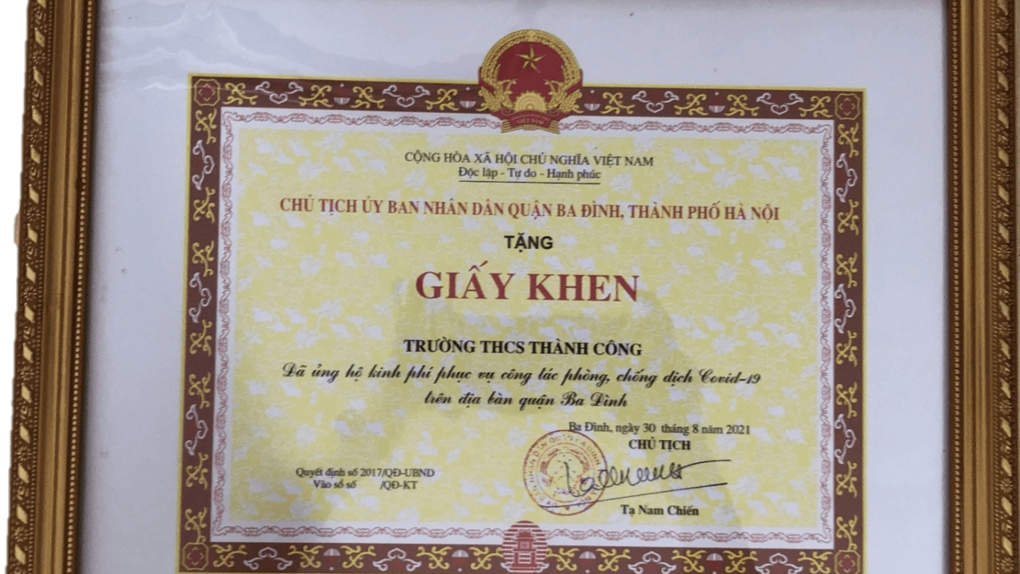 VIỆT NAM
CỘNG HÒA XÃ HỘI CHỦ NGHĨA VIỆT NAM
Độc lập - Tự do - Hạnh phúc
CHỦ TỊCH ỦY BAN NHÂN DÂN QUẬN BA ĐÌNH, THÀNH PHỐ HÀ NỘI
TẶNG
GIẤY KHEN
TRƯỜNG THCS THÀNH CÔNG
Đã ủng hộ kinh phí phục vụ công tác phòng, chống dịch Covid-19
trên địa bàn quận Ba Đình
Ba Đình, ngày 30 tháng 8 năm 2021
CHỦ TỊCH
Quyết định số 2017/QĐ-UBND
Vào sổ số /QĐ-KT
Tạ Nam Chiến